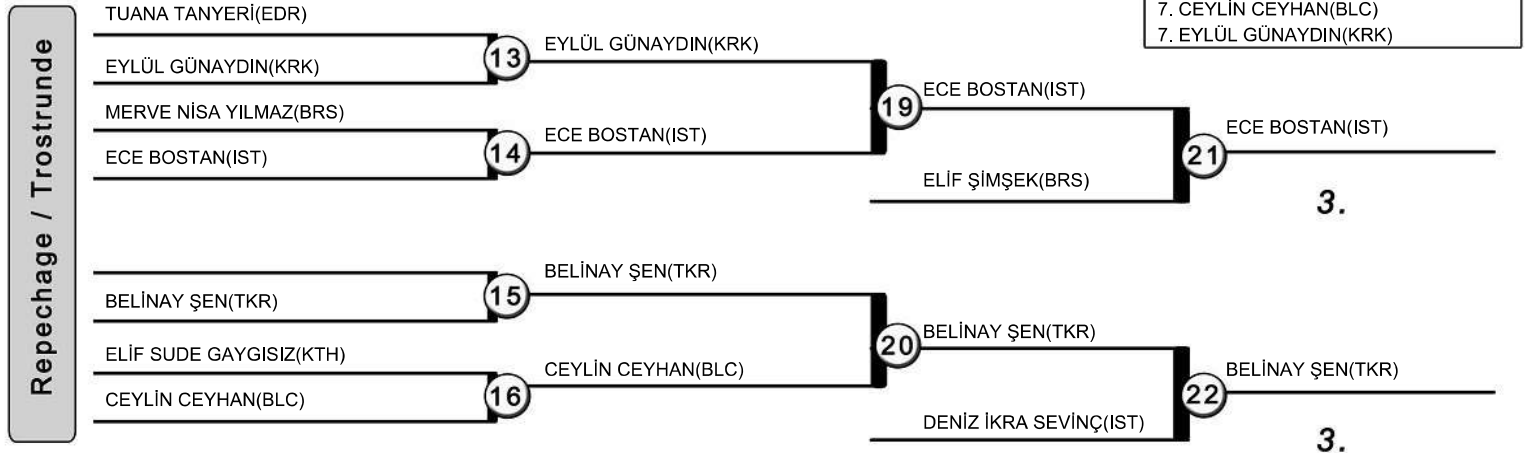 7. CEYLİN CEYHAN(BLC)
7. EYLÜL GÜNAYDIN(KRK)
Repechage / Trostrunde
TUANA TANYERİ(EDR)
EYLÜL GÜNAYDIN(KRK)
13
EYLÜL GÜNAYDIN(KRK)
MERVE NİSA YILMAZ(BRS)
ECE BOSTAN(IST)
14
ECE BOSTAN(IST)
19
ECE BOSTAN(IST)
ELİF ŞİMŞEK(BRS)
21
ECE BOSTAN(IST)
3.
BELİNAY ŞEN(TKR)
15
BELİNAY ŞEN(TKR)
ELİF SUDE GAYGISIZ(KTH)
CEYLİN CEYHAN(BLC)
16
CEYLİN CEYHAN(BLC)
20
BELİNAY ŞEN(TKR)
DENİZ İKRA SEVİNÇ(IST)
22
BELİNAY ŞEN(TKR)
3.